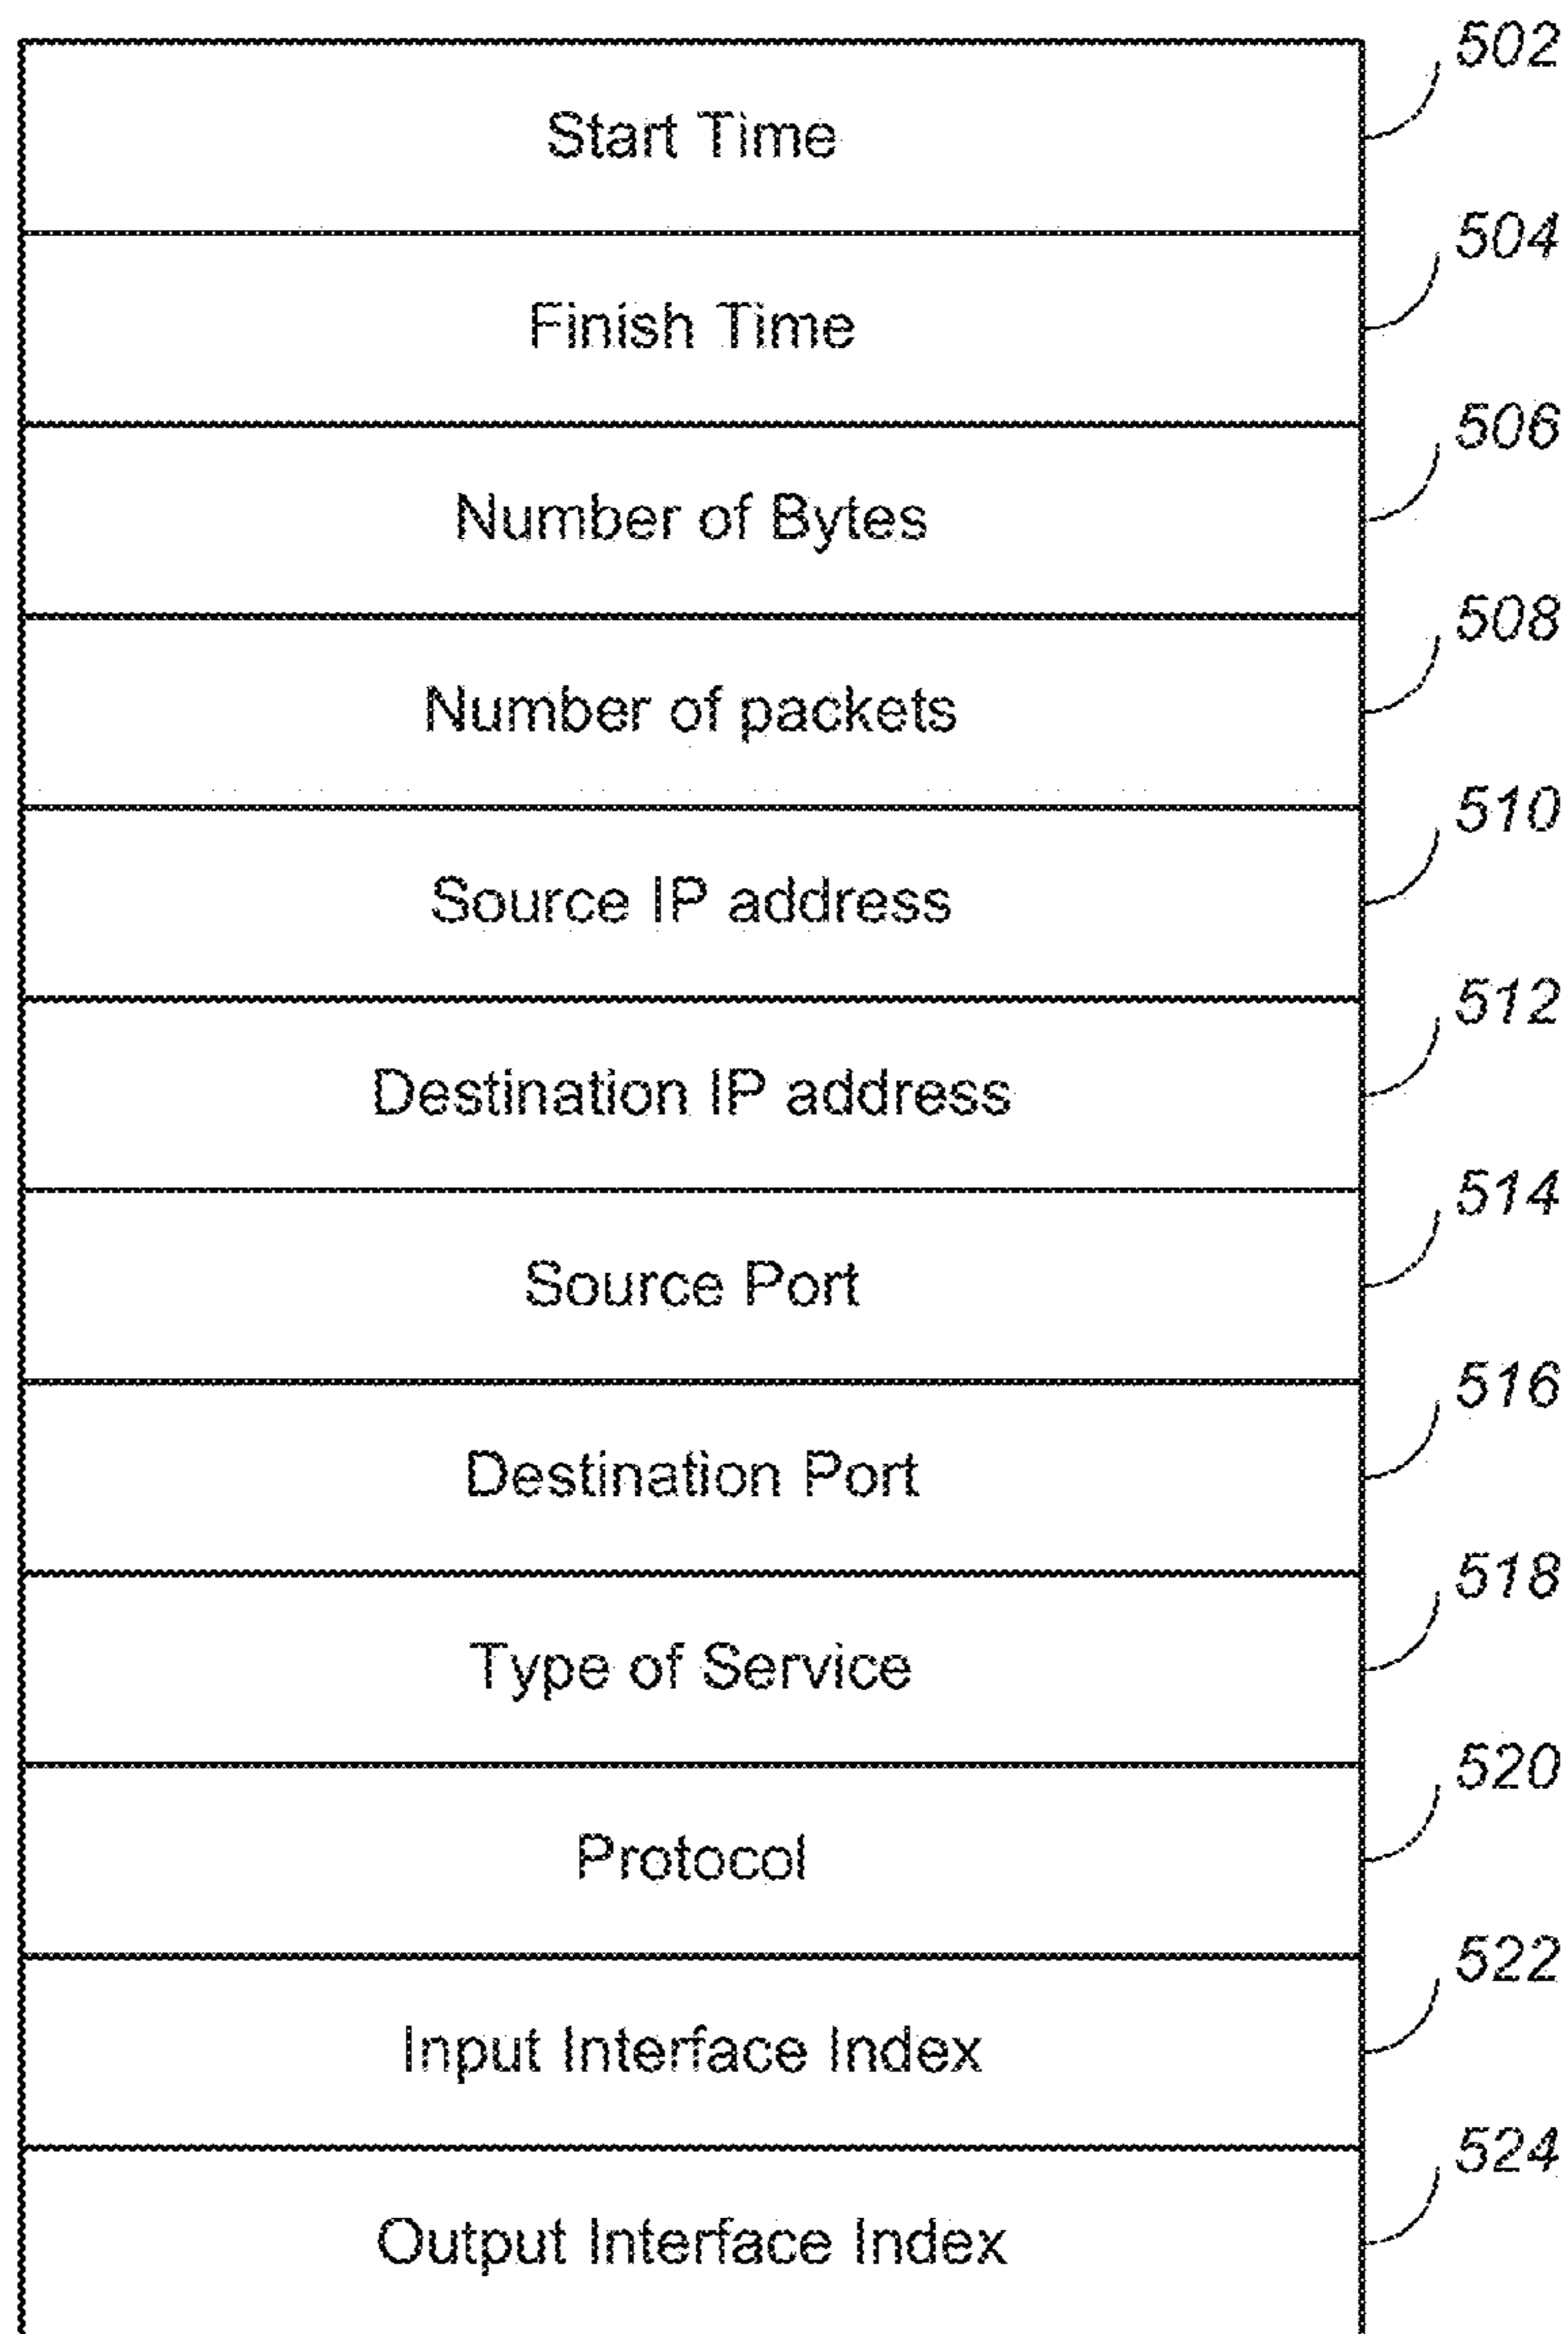 502
Start Time
504
Finish Time
506
Number of Bytes
508
Number of packets
510
Source IP address
512
Destination IP address
514
Source Port
516
Destination Port
518
Type of Service
520
Protocol
522
Input Interface Index
524
Output Interface Index